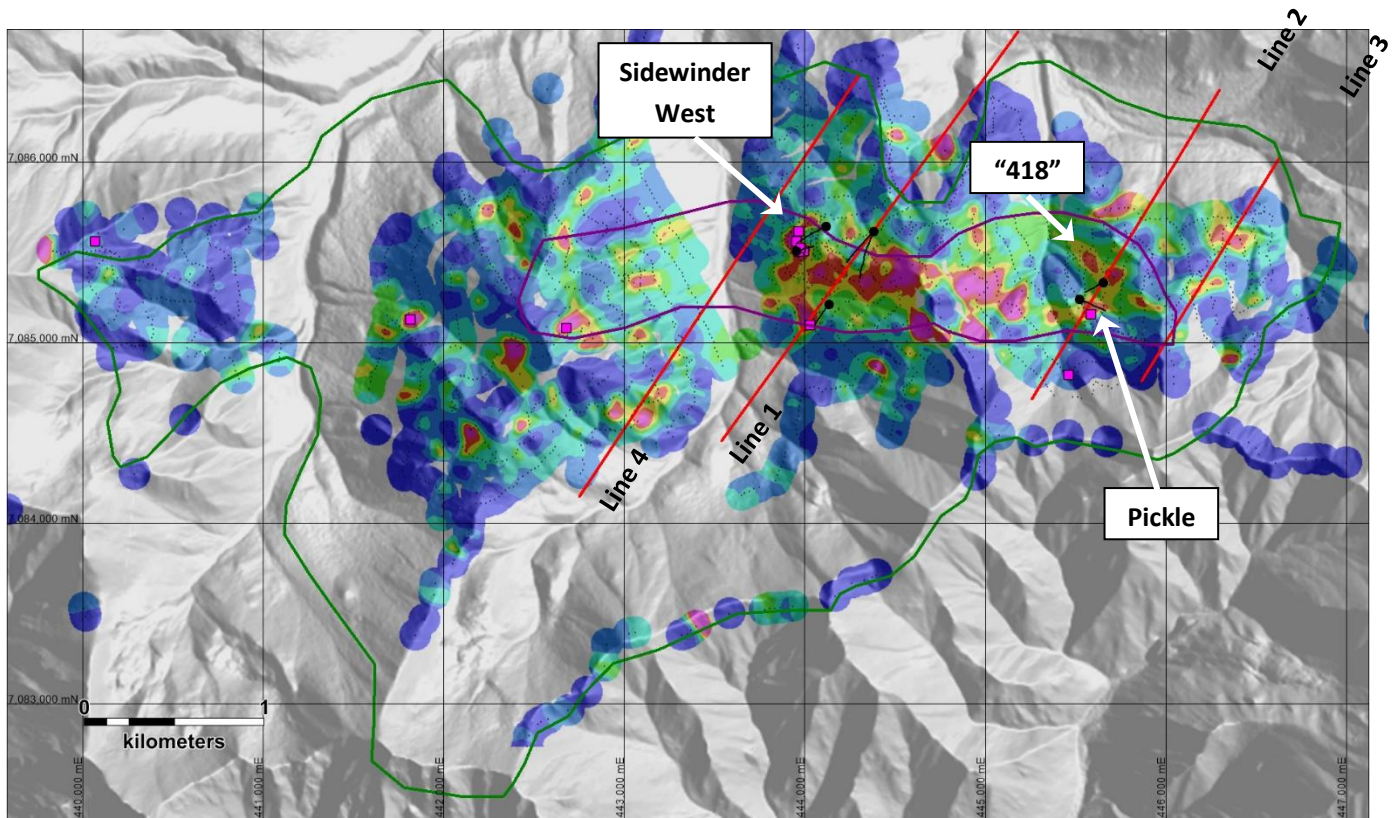 Line 2
Line 3
Sidewinder
West
“418”
7,086,000 mN
7,085,000 mN
Line 1
Line 4
Pickle
7,084,000 mN
7,083,000 mN
0 1
kilometers
440,000 mE
441,000 mE
442,000 mE
443,000 mE
444,000 mE
445,000 mE
446,000 mE
447,000 mE